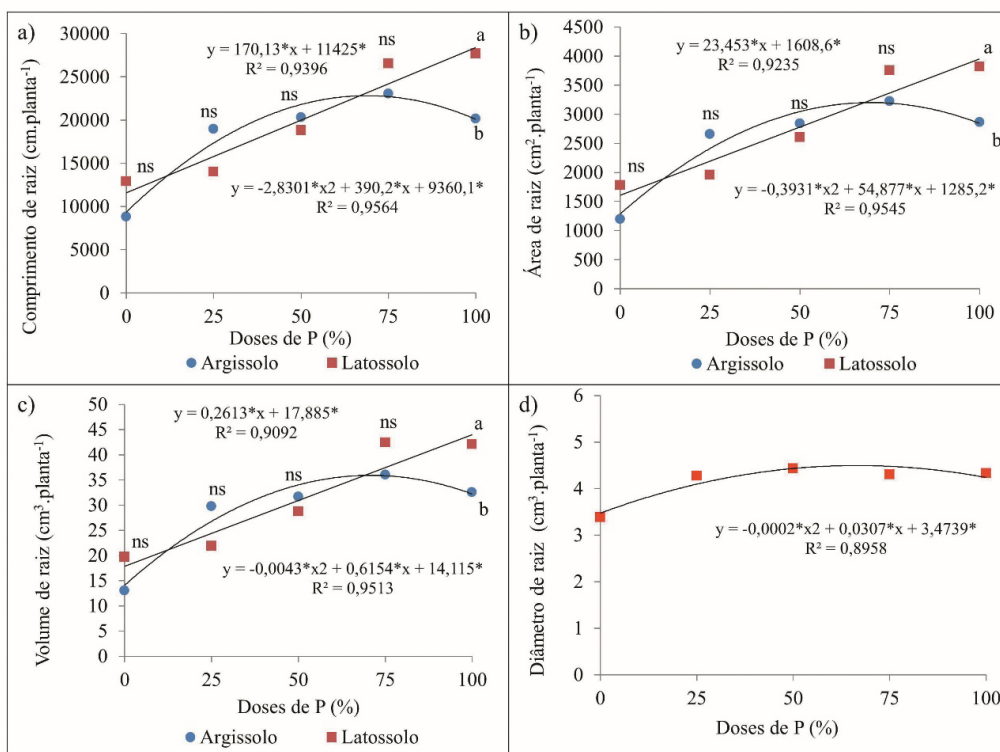 a)
Comprimento de raiz (cm.planta⁻¹)
30000
25000
20000
15000
10000
5000
0
y = 170,13*x + 11425*
R² = 0,9396
ns
ns
ns
ns
a
b
y = -2,8301*x2 + 390,2*x + 9360,1*
R² = 0,9564
0 25 50 75 100
Doses de P (%)
Argissolo Latossolo
b)
Área de raiz (cm².planta⁻¹)
4500
4000
3500
3000
2500
2000
1500
1000
500
0
y = 23,453*x + 1608,6*
R² = 0,9235
ns
ns
ns
ns
a
b
y = -0,3931*x2 + 54,877*x + 1285,2*
R² = 0,9545
0 25 50 75 100
Doses de P (%)
Argissolo Latossolo
c)
Volume de raiz (cm³.planta⁻¹)
50
45
40
35
30
25
20
15
10
5
0
y = 0,2613*x + 17,885*
R² = 0,9092
ns
ns
ns
ns
a
b
y = -0,0043*x2 + 0,6154*x + 14,115*
R² = 0,9513
0 25 50 75 100
Doses de P (%)
Argissolo Latossolo
d)
Diâmetro de raiz (cm³.planta⁻¹)
6
5
4
3
2
1
0
y = -0,0002*x2 + 0,0307*x + 3,4739*
R² = 0,8958
0 25 50 75 100
Doses de P (%)